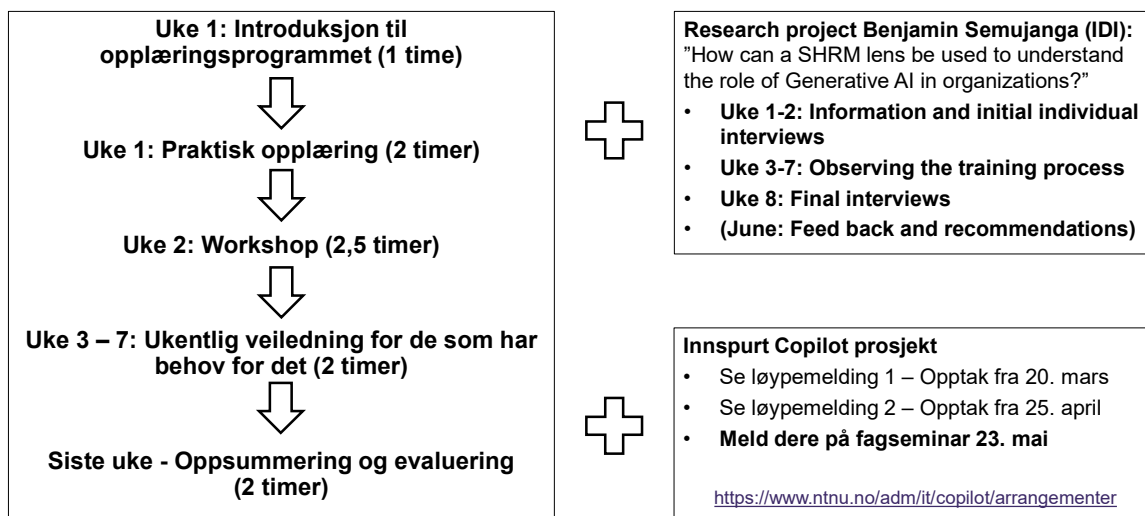 Uke 1: Introduksjon til
opplæringsprogrammet (1 time)
Uke 1: Praktisk opplæring (2 timer)
Uke 2: Workshop (2,5 timer)
Uke 3 – 7: Ukentlig veiledning for de som har
behov for det (2 timer)
Siste uke - Oppsummering og evaluering
(2 timer)
Research project Benjamin Semujanga (IDI):
”How can a SHRM lens be used to understand
the role of Generative AI in organizations?”
• Uke 1-2: Information and initial individual
interviews
• Uke 3-7: Observing the training process
• Uke 8: Final interviews
• (June: Feed back and recommendations)
Innspurt Copilot prosjekt
• Se løypemelding 1 – Opptak fra 20. mars
• Se løypemelding 2 – Opptak fra 25. april
• Meld dere på fagseminar 23. mai
https://www.ntnu.no/adm/it/copilot/arrangementer